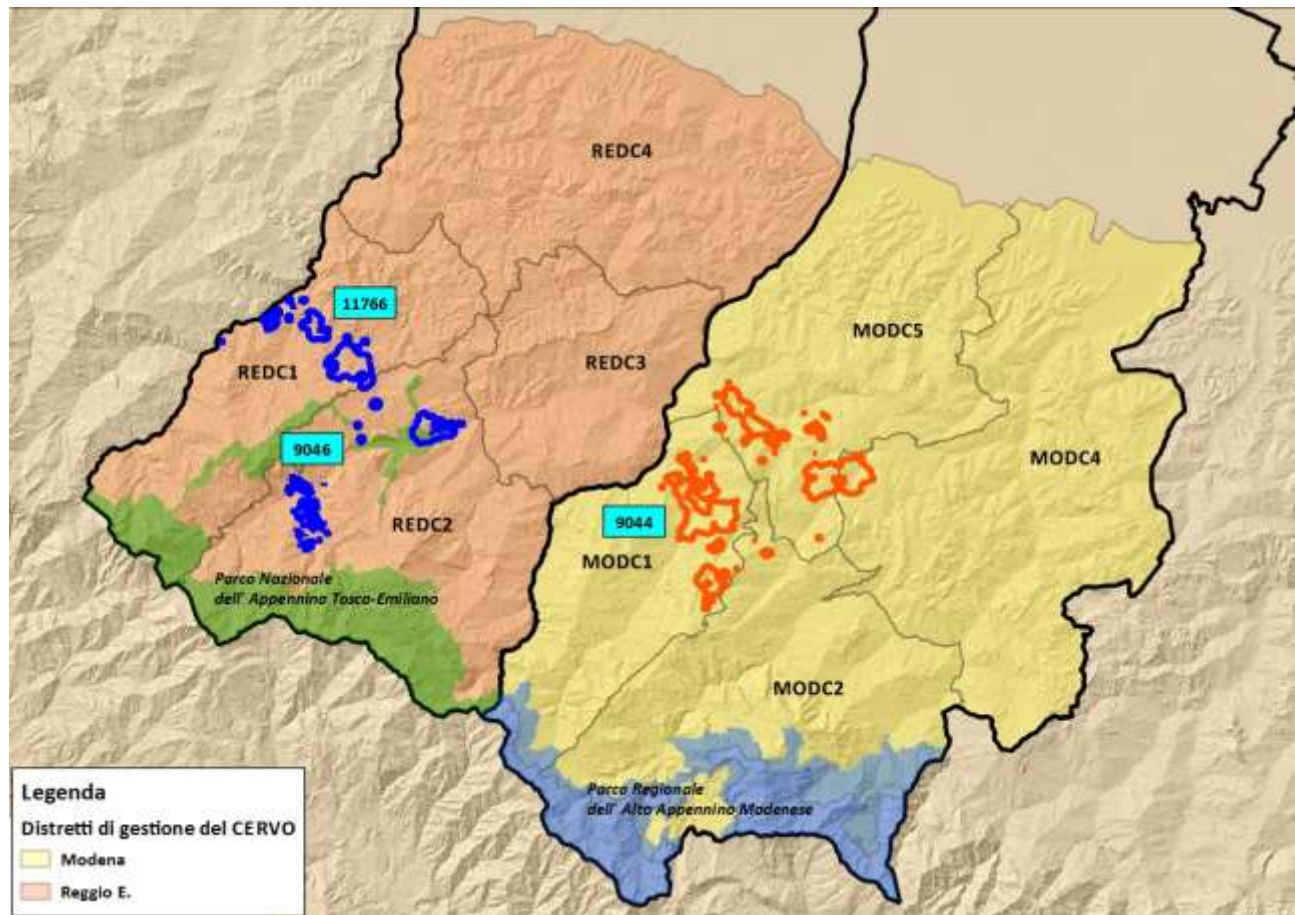 REDC4
11766
MODC5
REDC3
REDC1
9046
MODC4
REDC2
9044
MODC1
Parco Nazionale
dell' Appennino Tosco-Emiliano
MODC2
Parco Regionale
dell' Alto Appennino Modenese
Legenda
Distretti di gestione del CERVO
Modena
Reggio E.